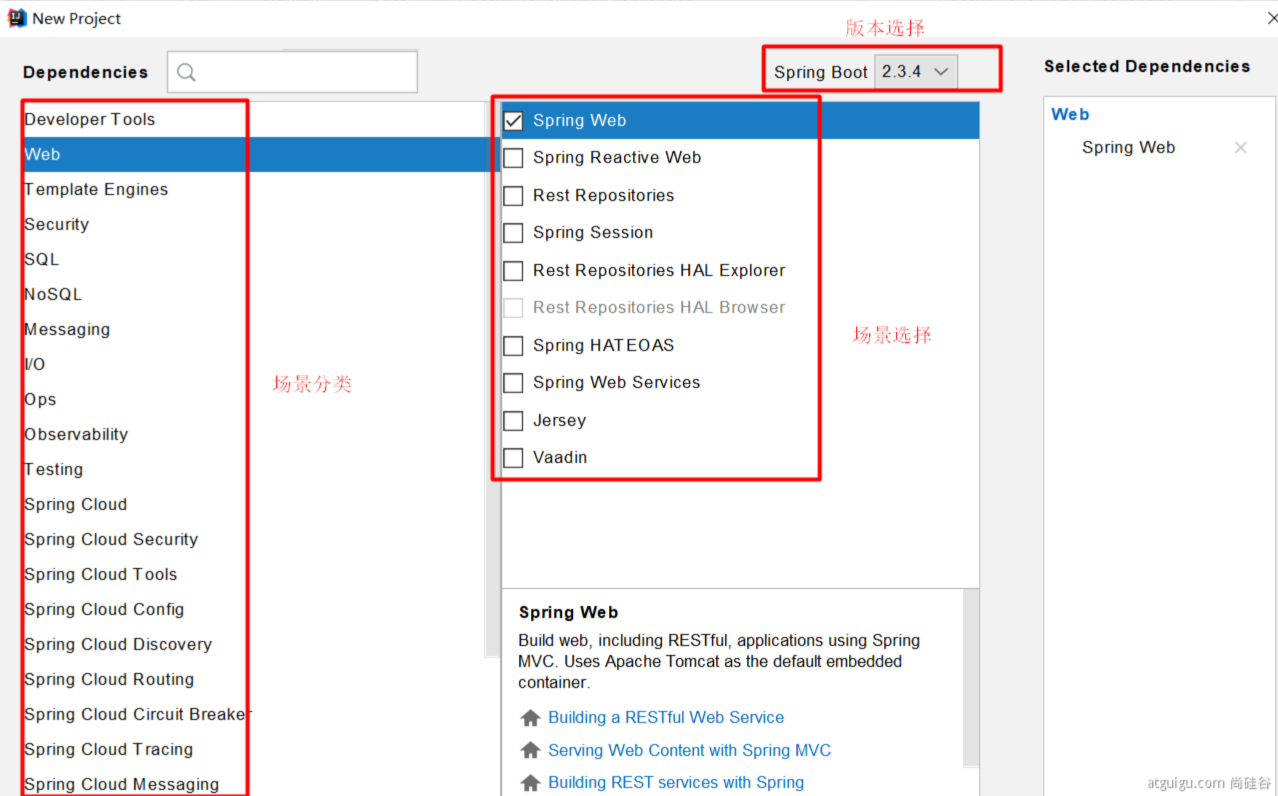 New Project
版本选择
Dependencies
Spring Boot 2.3.4
Selected Dependencies
Developer Tools
Web
Template Engines
Security
SQL
NoSQL
Messaging
I/O
Ops
Observability
Testing
Spring Cloud
Spring Cloud Security
Spring Cloud Tools
Spring Cloud Config
Spring Cloud Discovery
Spring Cloud Routing
Spring Cloud Circuit Breaker
Spring Cloud Tracing
Spring Cloud Messaging
场景分类
Spring Web
Spring Reactive Web
Rest Repositories
Spring Session
Rest Repositories HAL Explorer
Rest Repositories HAL Browser
Spring HATEOAS
Spring Web Services
Jersey
Vaadin
场景选择
Spring Web
Build web, including RESTful, applications using Spring
MVC. Uses Apache Tomcat as the default embedded
container.
Building a RESTful Web Service
Serving Web Content with Spring MVC
Building REST services with Spring
Web
Spring Web
atguigu.com 尚硅谷